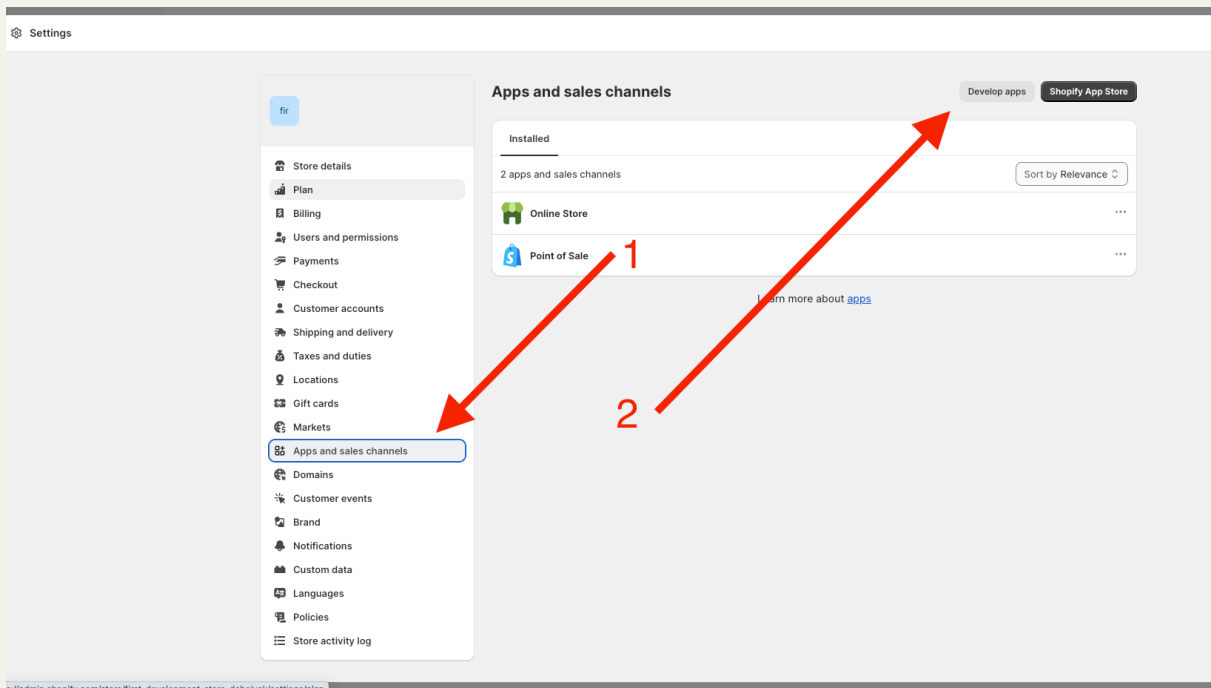 Settings
fir
Store details
Plan
Billing
Users and permissions
Payments
Checkout
Customer accounts
Shipping and delivery
Taxes and duties
Locations
Gift cards
Markets
Apps and sales channels
Domains
Customer events
Brand
Notifications
Custom data
Languages
Policies
Store activity log
Apps and sales channels
Develop apps
Shopify App Store
Installed
2 apps and sales channels
Sort by Relevance
Online Store
Point of Sale
1
more about apps
2